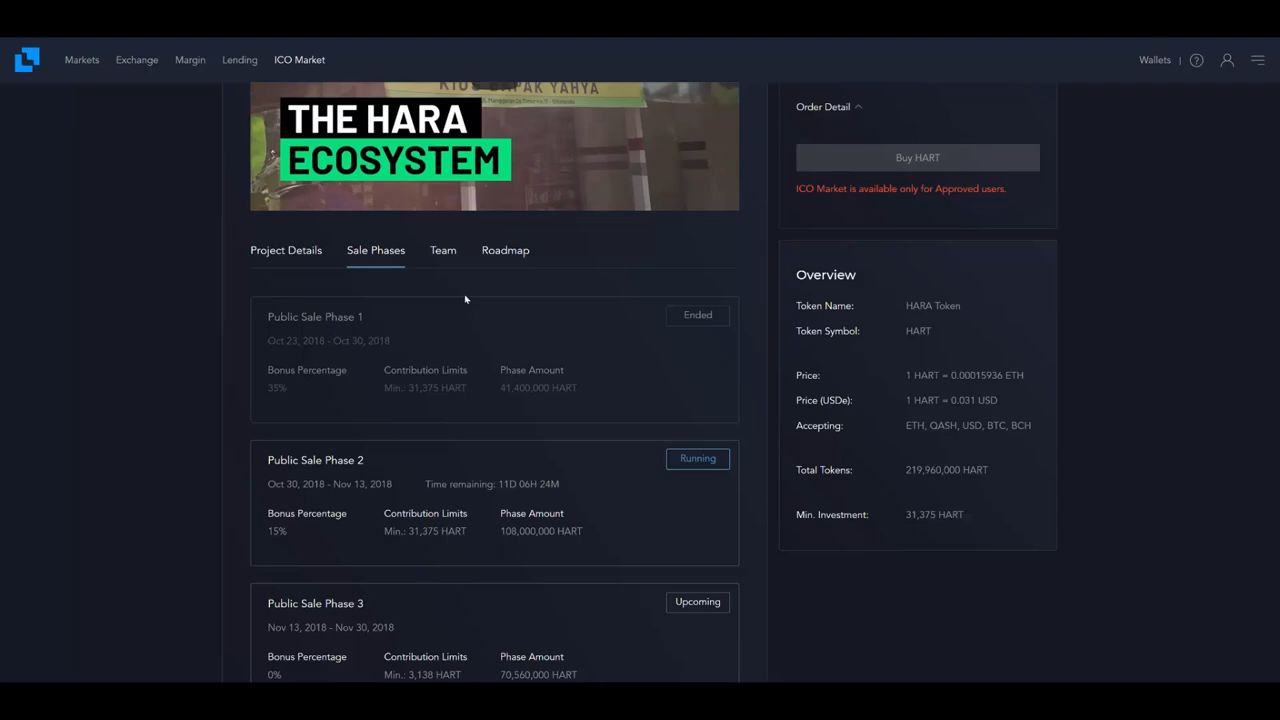 Markets Exchange Margin Lending ICO Market Wallets
THE HARA
ECOSYSTEM
Project Details Sale Phases Team Roadmap
Public Sale Phase 1 Ended
Oct 23, 2018 - Oct 30, 2018
Bonus Percentage Contribution Limits Phase Amount
35% Min.: 31,375 HART 41,400,000 HART
Public Sale Phase 2 Running
Oct 30, 2018 - Nov 13, 2018 Time remaining: 11D 06H 24M
Bonus Percentage Contribution Limits Phase Amount
15% Min.: 31,375 HART 108,000,000 HART
Public Sale Phase 3 Upcoming
Nov 13, 2018 - Nov 30, 2018
Bonus Percentage Contribution Limits Phase Amount
0% Min.: 3,138 HART 70,560,000 HART
Order Detail
Buy HART
ICO Market is available only for Approved users.
Overview
Token Name: HARA Token
Token Symbol: HART
Price: 1 HART = 0.00015936 ETH
Price (USDe): 1 HART = 0.031 USD
Accepting: ETH, QASH, USD, BTC, BCH
Total Tokens: 219,960,000 HART
Min. Investment: 31,375 HART